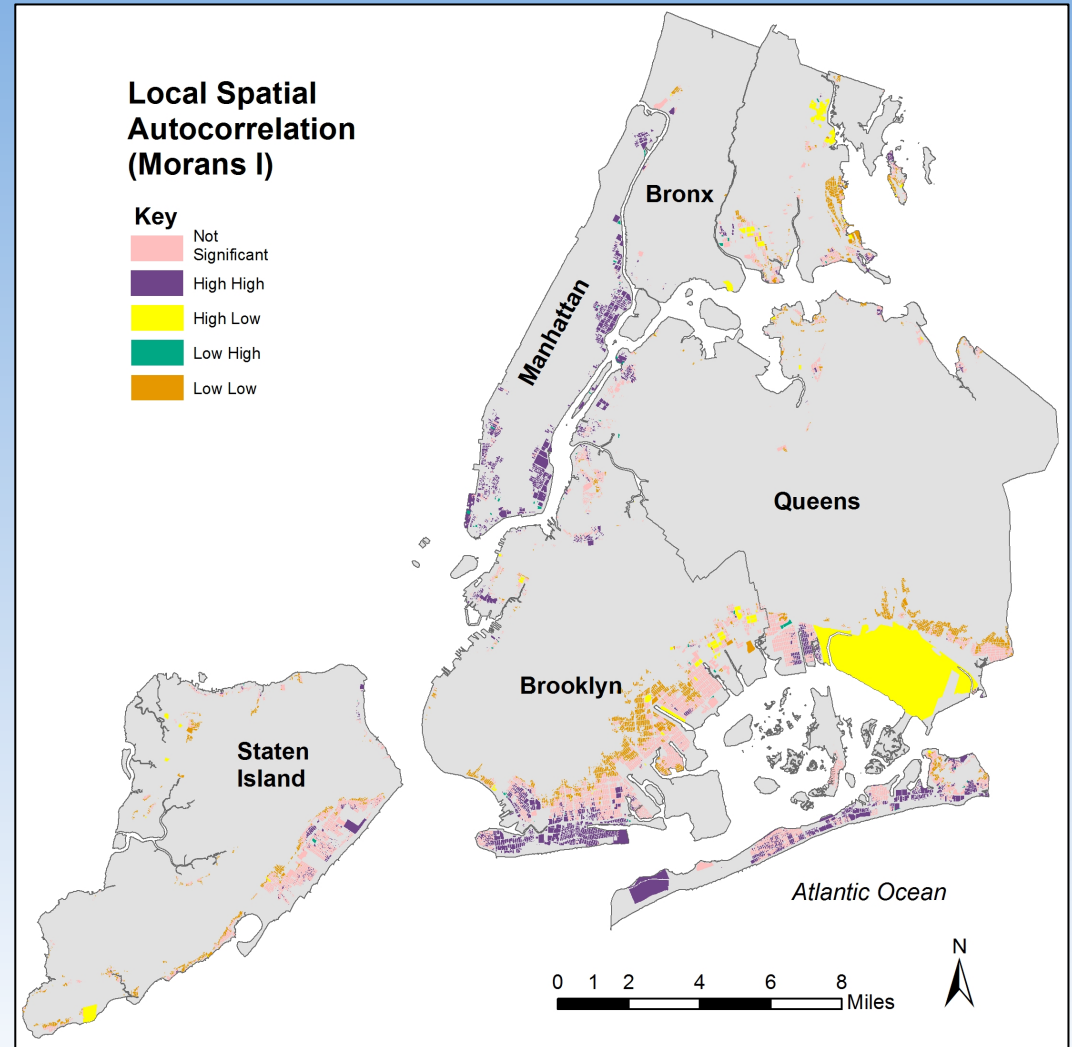 Local Spatial
Autocorrelation
(Morans I)
Key
Not
Significant
High High
High Low
Low High
Low Low
Bronx
Manhattan
Queens
Brooklyn
Staten
Island
Atlantic Ocean
N
0 1 2 4 6 8
Miles